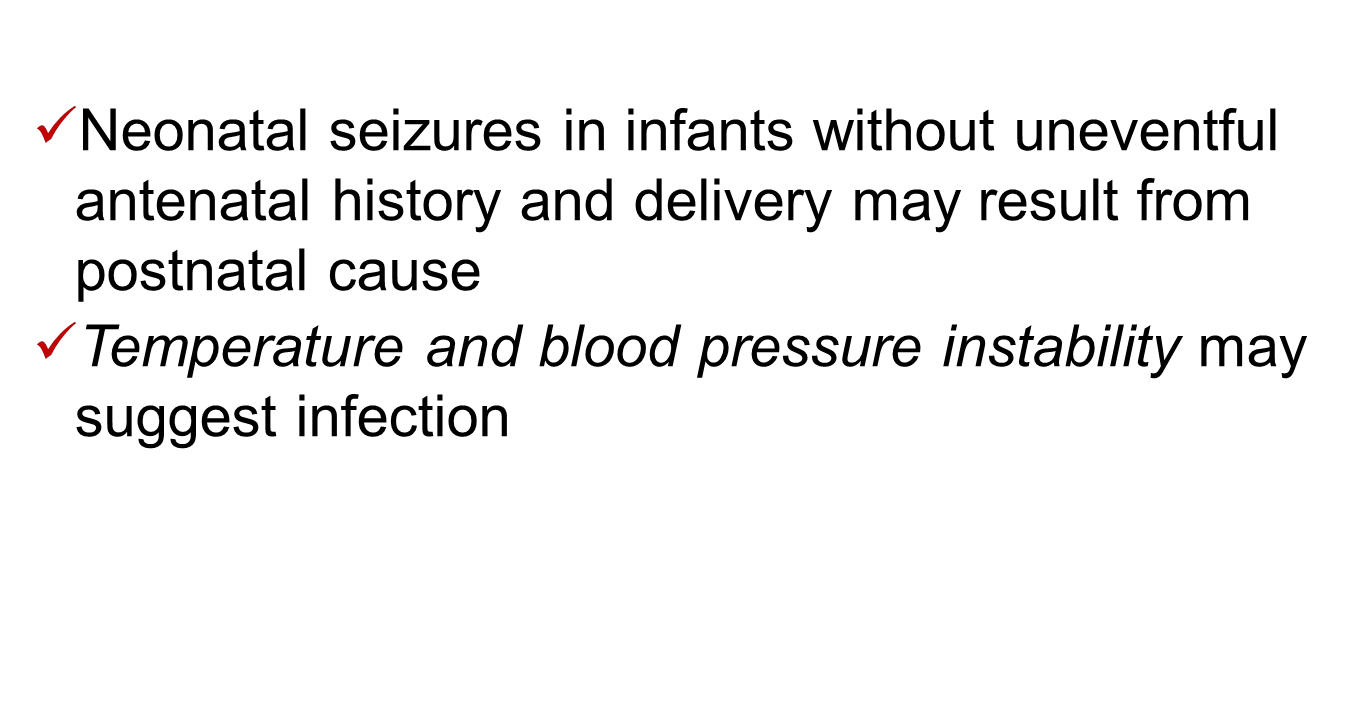 ✓Neonatal seizures in infants without uneventful
antenatal history and delivery may result from
postnatal cause
✓Temperature and blood pressure instability may
suggest infection